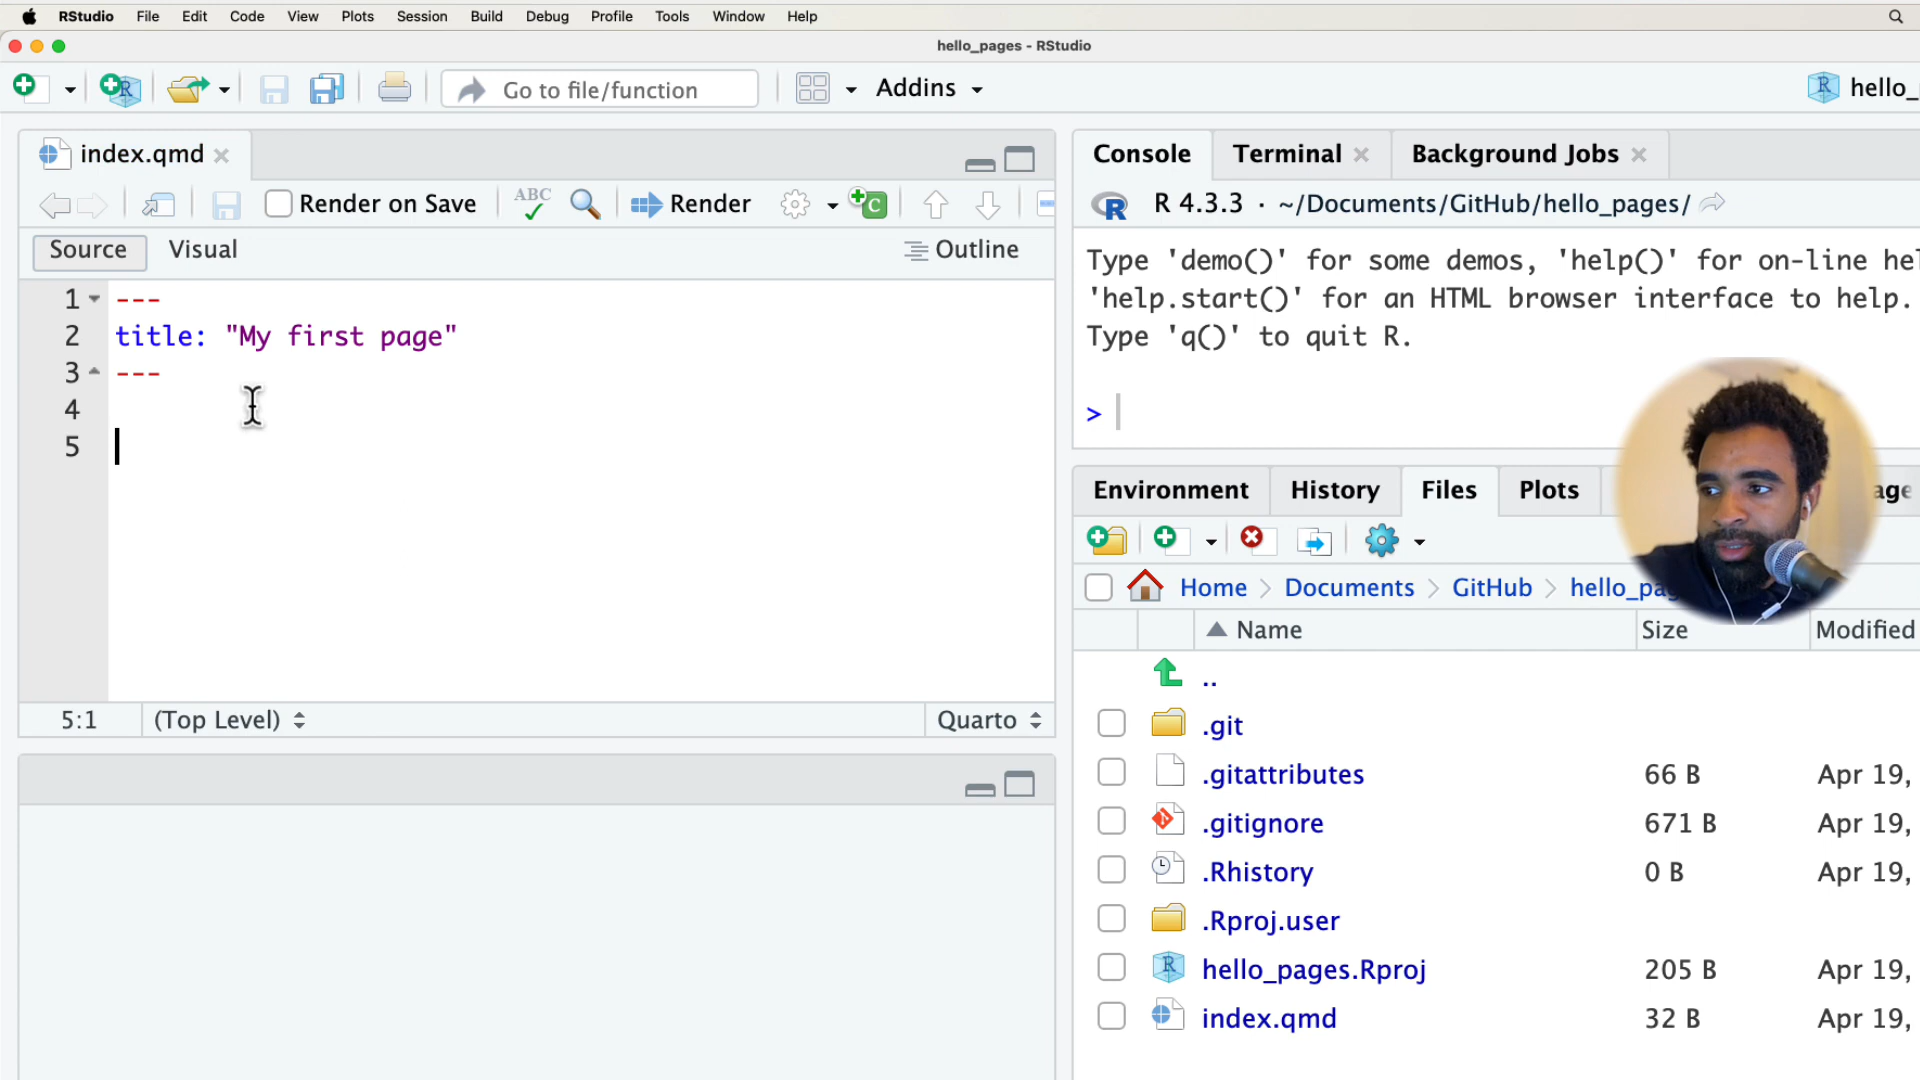 RStudio File Edit Code View Plots Session Build Debug Profile Tools Window Help
hello_pages - RStudio
Go to file/function Addins hello_
index.qmd
Render on Save ABC Render
Source Visual Outline
1 ---
2 title: "My first page"
3 ---
4
5
5:1 (Top Level) Quarto
Console Terminal Background Jobs
R 4.3.3 · ~/Documents/GitHub/hello_pages/
Type 'demo()' for some demos, 'help()' for on-line hel
'help.start()' for an HTML browser interface to help.
Type 'q()' to quit R.
>
Environment History Files Plots age
Home Documents GitHub hello_pag
Name Size Modified
..
.git
.gitattributes 66 B Apr 19,
.gitignore 671 B Apr 19,
.Rhistory 0 B Apr 19,
.Rproj.user
hello_pages.Rproj 205 B Apr 19,
index.qmd 32 B Apr 19,